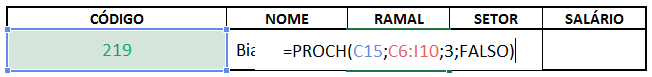 CÓDIGO NOME RAMAL SETOR SALÁRIO
219 Bia =PROCH(C15;C6:I10;3;FALSO)